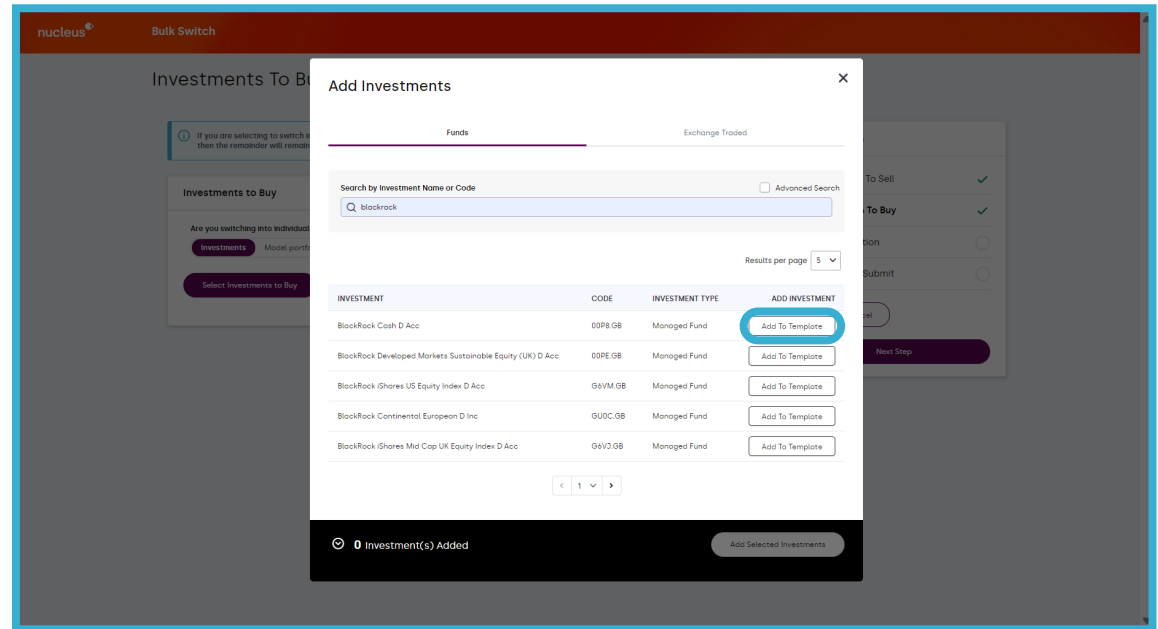 nucleus
Bulk Switch
Investments To Bu
If you are selecting to switch i
then the remainder will remain
Investments to Buy
Are you switching into individual
Investments
Model portf
Select Investments to Buy
Add Investments
Funds
Exchange Traded
Search by Investment Name or Code
Advanced Search
blackrock
Results per page 5
INVESTMENT CODE INVESTMENT TYPE ADD INVESTMENT
BlackRock Cash D Acc 00P8.GB Managed Fund Add To Template
BlackRock Developed Markets Sustainable Equity (UK) D Acc 00PE.GB Managed Fund Add To Template
BlackRock iShares US Equity Index D Acc G6VM.GB Managed Fund Add To Template
BlackRock Continental European D Inc GU0C.GB Managed Fund Add To Template
BlackRock iShares Mid Cap UK Equity Index D Acc G6VJ.GB Managed Fund Add To Template
1
0 Investment(s) Added
Add Selected Investments
To Sell
To Buy
tion
Submit
cel
Next Step